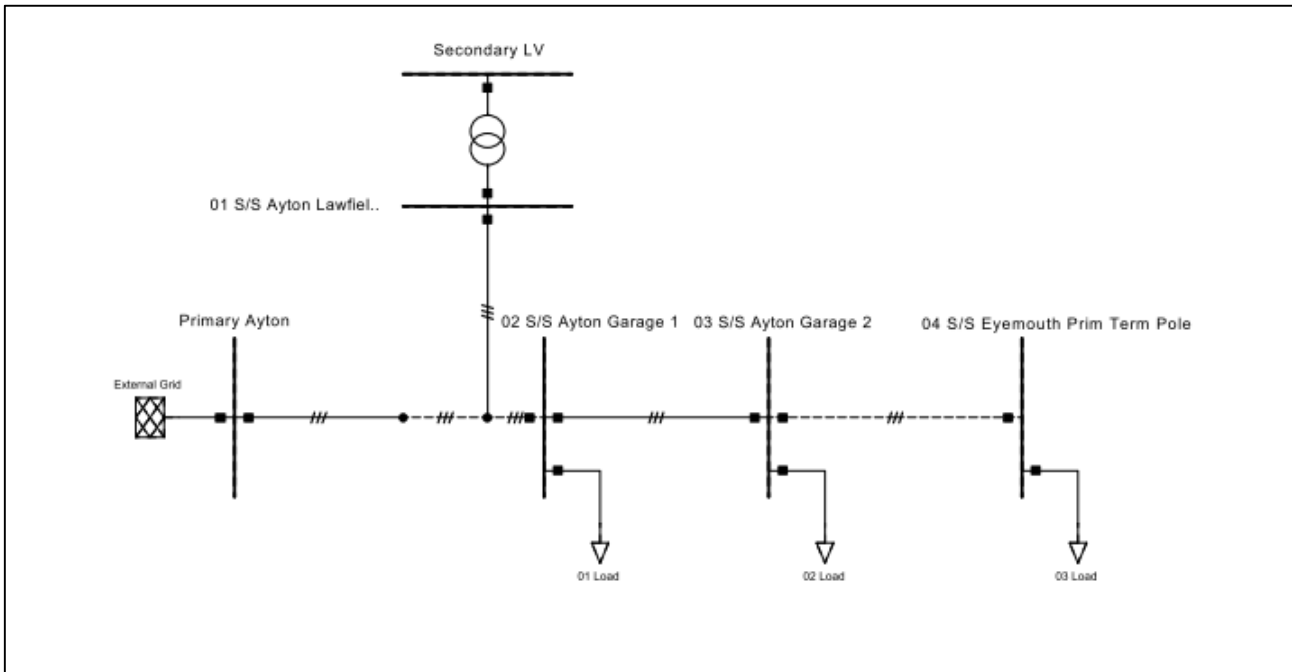 Secondary LV
01 S/S Ayton Lawfiel..
Primary Ayton
02 S/S Ayton Garage 1
03 S/S Ayton Garage 2
04 S/S Eyemouth Prim Term Pole
External Grid
01 Load
02 Load
03 Load